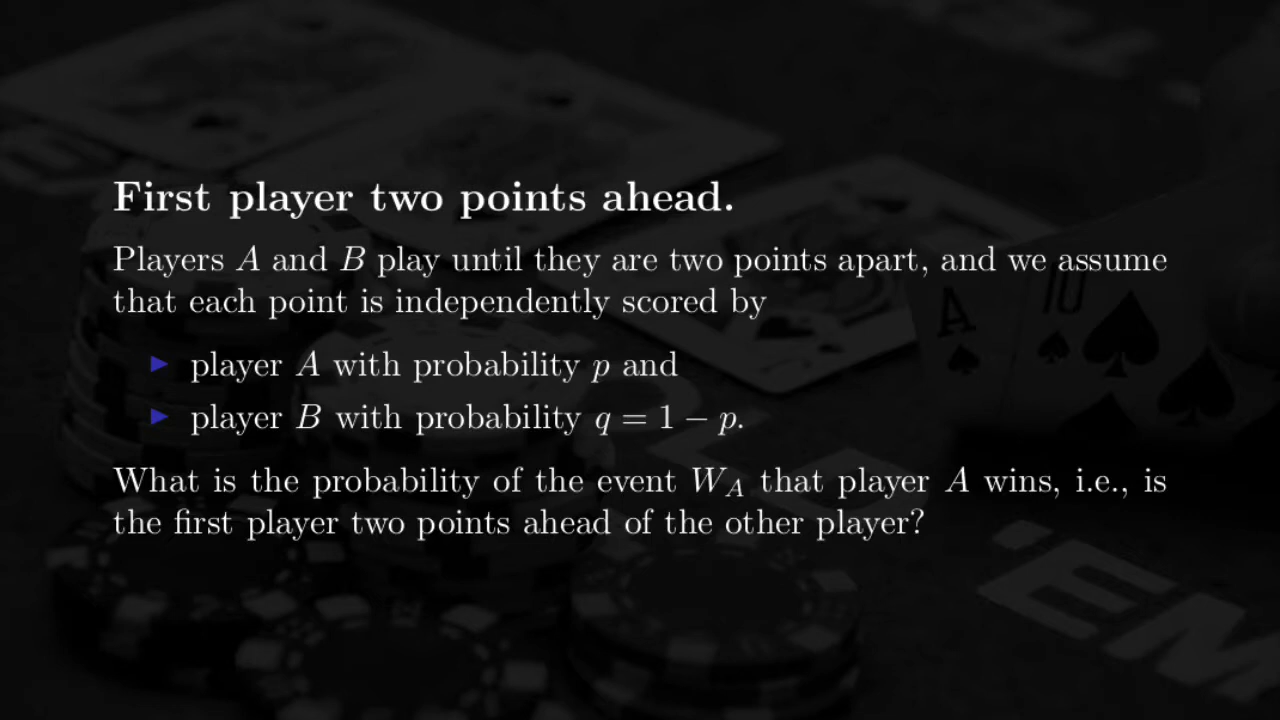 First player two points ahead.
Players A and B play until they are two points apart, and we assume
that each point is independently scored by
▶ player A with probability p and
▶ player B with probability q = 1 − p.
What is the probability of the event W_A that player A wins, i.e., is
the first player two points ahead of the other player?
A
10
EM